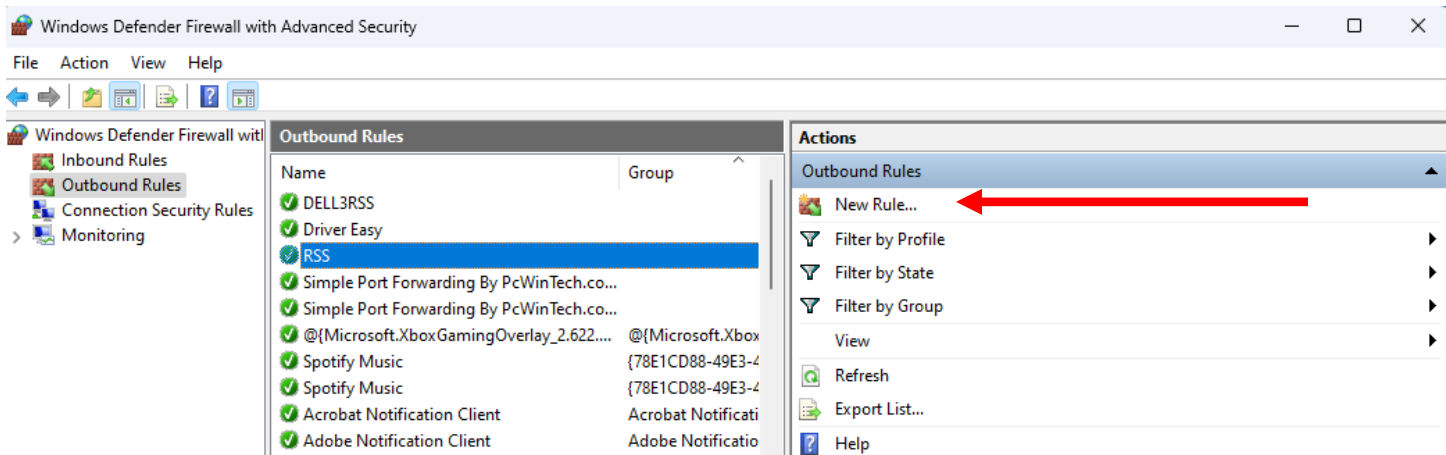 Windows Defender Firewall with Advanced Security
File Action View Help
Windows Defender Firewall witl
Inbound Rules
Outbound Rules
Connection Security Rules
Monitoring
Outbound Rules
Name Group
DELL3RSS
Driver Easy
RSS
Simple Port Forwarding By PcWinTech.co...
Simple Port Forwarding By PcWinTech.co...
@{Microsoft.XboxGamingOverlay_2.622.... @{Microsoft.Xbox
Spotify Music {78E1CD88-49E3-4
Spotify Music {78E1CD88-49E3-4
Acrobat Notification Client Acrobat Notificati
Adobe Notification Client Adobe Notificatio
Actions
Outbound Rules
New Rule...
Filter by Profile
Filter by State
Filter by Group
View
Refresh
Export List...
Help